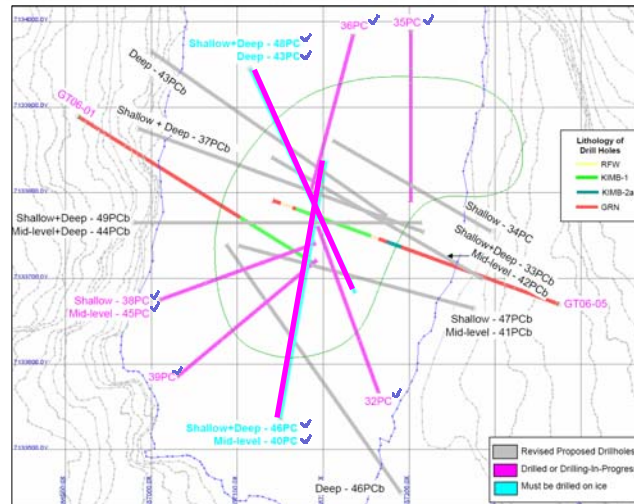 7134000.0Y
36PC
35PC
Shallow+Deep - 48PC
Deep - 43PC
Deep - 43PCb
GT06-01
Shallow + Deep - 37PCb
Lithology of
Drill Holes
RFW
KIMB-1
KIMB-2a
GRN
Shallow - 34PC
Shallow+Deep - 49PCb
Mid-level+Deep - 44PCb
Shallow+Deep - 33PCb
Mid-level - 42PCb
Shallow - 38PC
Mid-level - 45PC
GT06-05
Shallow - 47PCb
Mid-level - 41PCb
39PC
32PC
Shallow+Deep - 46PC
Mid-level - 40PC
Deep - 46PCb
Revised Proposed Drillholes
Drilled or Drilling-In-Progress
Must be drilled on ice